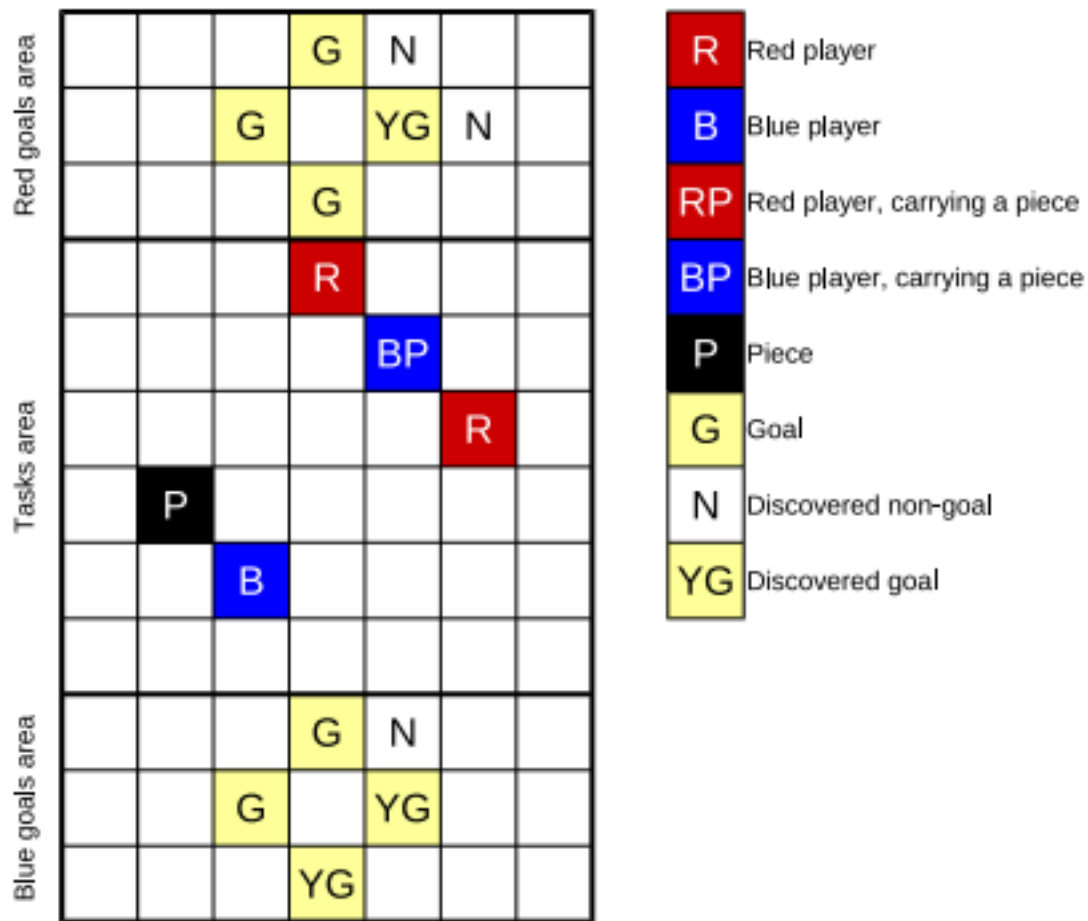 Red goals area
Tasks area
Blue goals area
G N
G YG N
G
R
BP
R
P
B
G N
G YG
YG
R Red player
B Blue player
RP Red player, carrying a piece
BP Blue player, carrying a piece
P Piece
G Goal
N Discovered non-goal
YG Discovered goal